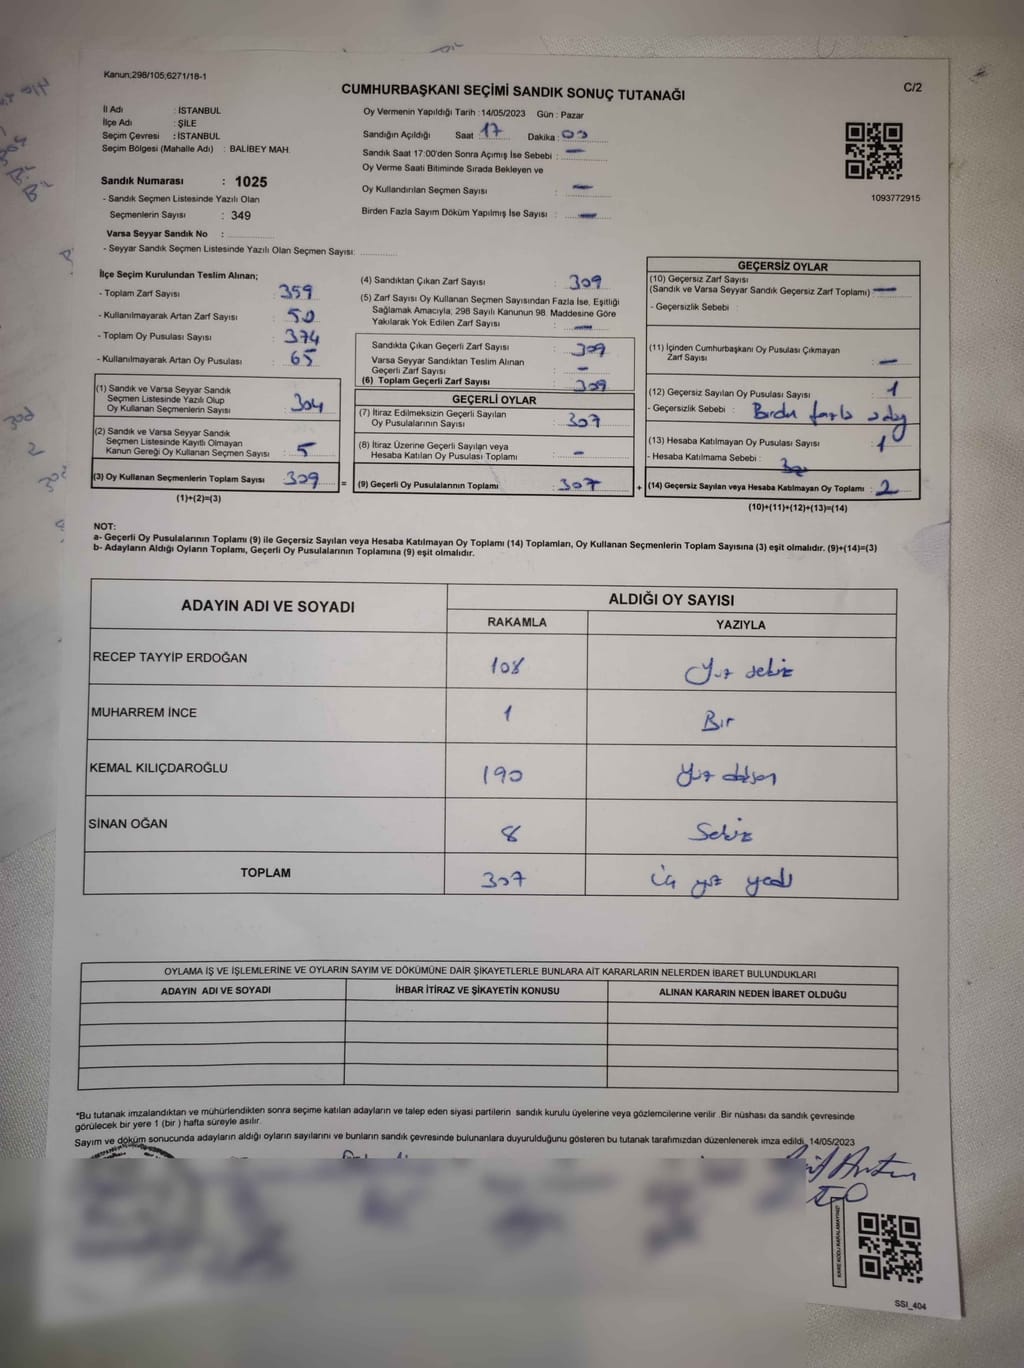 Kanun;298/105;6271/18-1
CUMHURBAŞKANI SEÇİMİ SANDIK SONUÇ TUTANAĞI
C/2
İl Adı : İSTANBUL
İlçe Adı : ŞİLE
Seçim Çevresi : İSTANBUL
Seçim Bölgesi (Mahalle Adı) : BALİBEY MAH.
Sandık Numarası : 1025
- Sandık Seçmen Listesinde Yazılı Olan
Seçmenlerin Sayısı : 349
Varsa Seyyar Sandık No :
- Seyyar Sandık Seçmen Listesinde Yazılı Olan Seçmen Sayısı:
Oy Vermenin Yapıldığı Tarih : 14/05/2023 Gün : Pazar
Sandığın Açıldığı Saat : 17 Dakika : 03
Sandık Saat 17:00'den Sonra Açımış İse Sebebi : —
Oy Verme Saati Bitiminde Sırada Bekleyen ve
Oy Kullandırılan Seçmen Sayısı : —
Birden Fazla Sayım Döküm Yapılmış İse Sayısı : —
1093772915
İlçe Seçim Kurulundan Teslim Alınan;
- Toplam Zarf Sayısı : 359
- Kullanılmayarak Artan Zarf Sayısı : 50
- Toplam Oy Pusulası Sayısı : 374
- Kullanılmayarak Artan Oy Pusulası : 65
(1) Sandık ve Varsa Seyyar Sandık
Seçmen Listesinde Yazılı Olup
Oy Kullanan Seçmenlerin Sayısı : 304
(2) Sandık ve Varsa Seyyar Sandık
Seçmen Listesinde Kayıtlı Olmayan
Kanun Gereği Oy Kullanan Seçmen Sayısı : 5
(3) Oy Kullanan Seçmenlerin Toplam Sayısı : 309
(1)+(2)=(3)
=
(4) Sandıktan Çıkan Zarf Sayısı : 309
(5) Zarf Sayısı Oy Kullanan Seçmen Sayısından Fazla İse, Eşitliği
Sağlamak Amacıyla, 298 Sayılı Kanunun 98. Maddesine Göre
Yakılarak Yok Edilen Zarf Sayısı : —
Sandıkta Çıkan Geçerli Zarf Sayısı : 309
Varsa Seyyar Sandıktan Teslim Alınan
Geçerli Zarf Sayısı : —
(6) Toplam Geçerli Zarf Sayısı : 309
GEÇERLİ OYLAR
(7) İtiraz Edilmeksizin Geçerli Sayılan
Oy Pusulalarının Sayısı : 307
(8) İtiraz Üzerine Geçerli Sayılan veya
Hesaba Katılan Oy Pusulası Toplamı : —
(9) Geçerli Oy Pusulalarının Toplamı : 307
+
GEÇERSİZ OYLAR
(10) Geçersiz Zarf Sayısı
(Sandık ve Varsa Seyyar Sandık Geçersiz Zarf Toplamı) : —
- Geçersizlik Sebebi :
(11) İçinden Cumhurbaşkanı Oy Pusulası Çıkmayan
Zarf Sayısı : —
(12) Geçersiz Sayılan Oy Pusulası Sayısı : 1
- Geçersizlik Sebebi : Birden fazla
(13) Hesaba Katılmayan Oy Pusulası Sayısı : 1
- Hesaba Katılmama Sebebi :
(14) Geçersiz Sayılan veya Hesaba Katılmayan Oy Toplamı : 2
(10)+(11)+(12)+(13)=(14)
NOT:
a- Geçerli Oy Pusulalarının Toplamı (9) ile Geçersiz Sayılan veya Hesaba Katılmayan Oy Toplamı (14) Toplamları, Oy Kullanan Seçmenlerin Toplam Sayısına (3) eşit olmalıdır. (9)+(14)=(3)
b- Adayların Aldığı Oyların Toplamı, Geçerli Oy Pusulalarının Toplamına (9) eşit olmalıdır.
ADAYIN ADI VE SOYADI
ALDIĞI OY SAYISI
RAKAMLA YAZIYLA
RECEP TAYYİP ERDOĞAN 108 Yüz sekiz
MUHARREM İNCE 1 Bir
KEMAL KILIÇDAROĞLU 190 Yüz doksan
SİNAN OĞAN 8 Sekiz
TOPLAM 307 üç yüz yedi
OYLAMA İŞ VE İŞLEMLERİNE VE OYLARIN SAYIM VE DÖKÜMÜNE DAİR ŞİKAYETLERLE BUNLARA AİT KARARLARIN NELERDEN İBARET BULUNDUKLARI
ADAYIN ADI VE SOYADI İHBAR İTİRAZ VE ŞİKAYETİN KONUSU ALINAN KARARIN NEDEN İBARET OLDUĞU
*Bu tutanak imzalandıktan ve mühürlendikten sonra seçime katılan adayların ve talep eden siyasi partilerin sandık kurulu üyelerine veya gözlemcilerine verilir. Bir nüshası da sandık çevresinde
görülecek bir yere 1 (bir ) hafta süreyle asılır.
Sayım ve döküm sonucunda adayların aldığı oyların sayılarını ve bunların sandık çevresinde bulunanlara duyurulduğunu gösteren bu tutanak tarafımızdan düzenlenerek imza edildi. 14/05/2023
KARE KODU KARALAMAYINIZ!
SSI_404